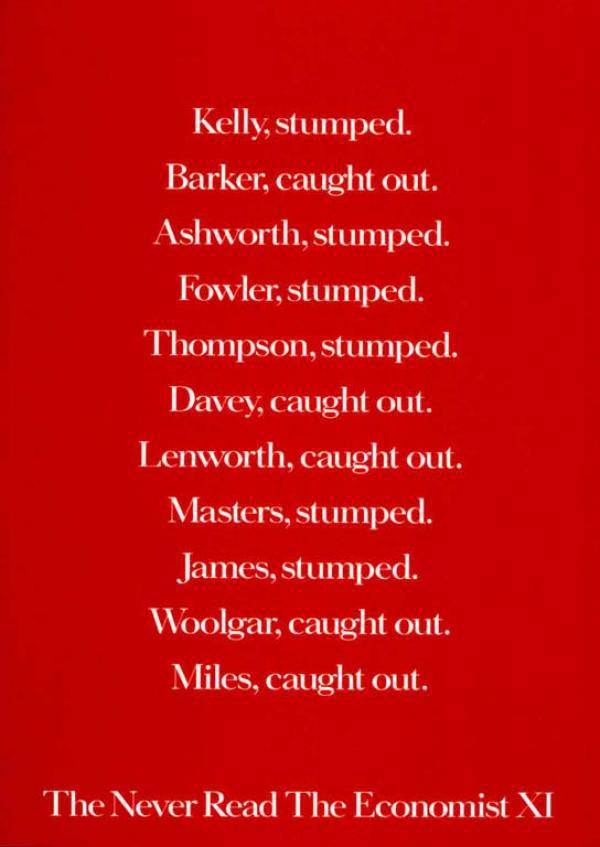 Kelly, stumped.
Barker, caught out.
Ashworth, stumped.
Fowler, stumped.
Thompson, stumped.
Davey, caught out.
Lenworth, caught out.
Masters, stumped.
James, stumped.
Woolgar, caught out.
Miles, caught out.
The Never Read The Economist XI